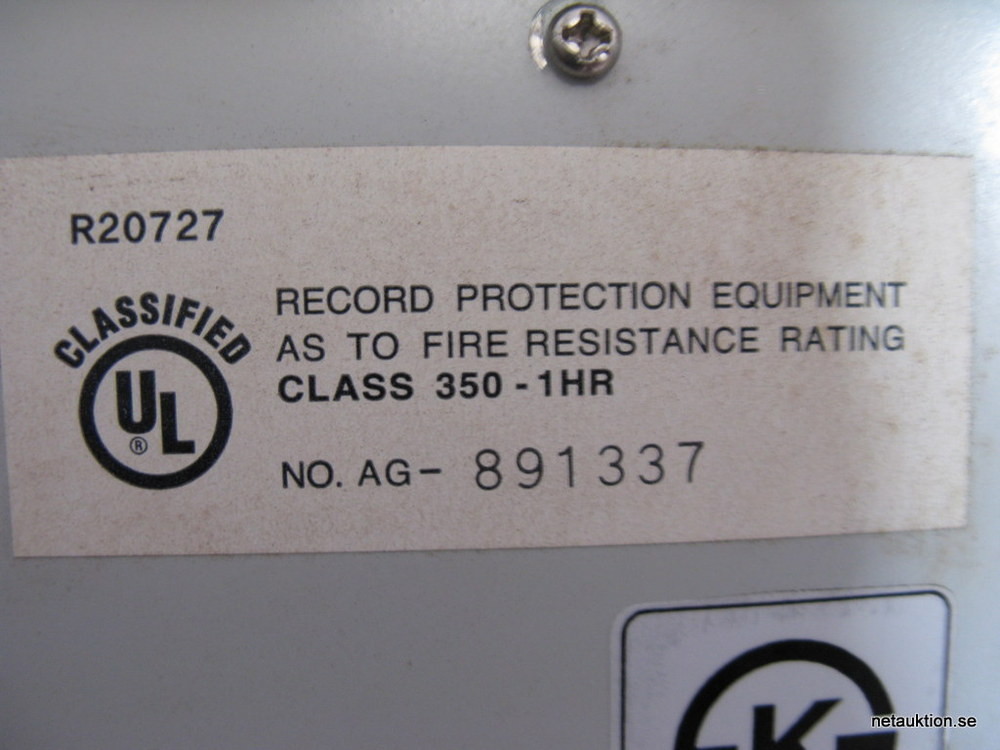 R20727
CLASSIFIED
UL
®
RECORD PROTECTION EQUIPMENT
AS TO FIRE RESISTANCE RATING
CLASS 350 - 1HR
NO. AG- 891337
K
netauktion.se